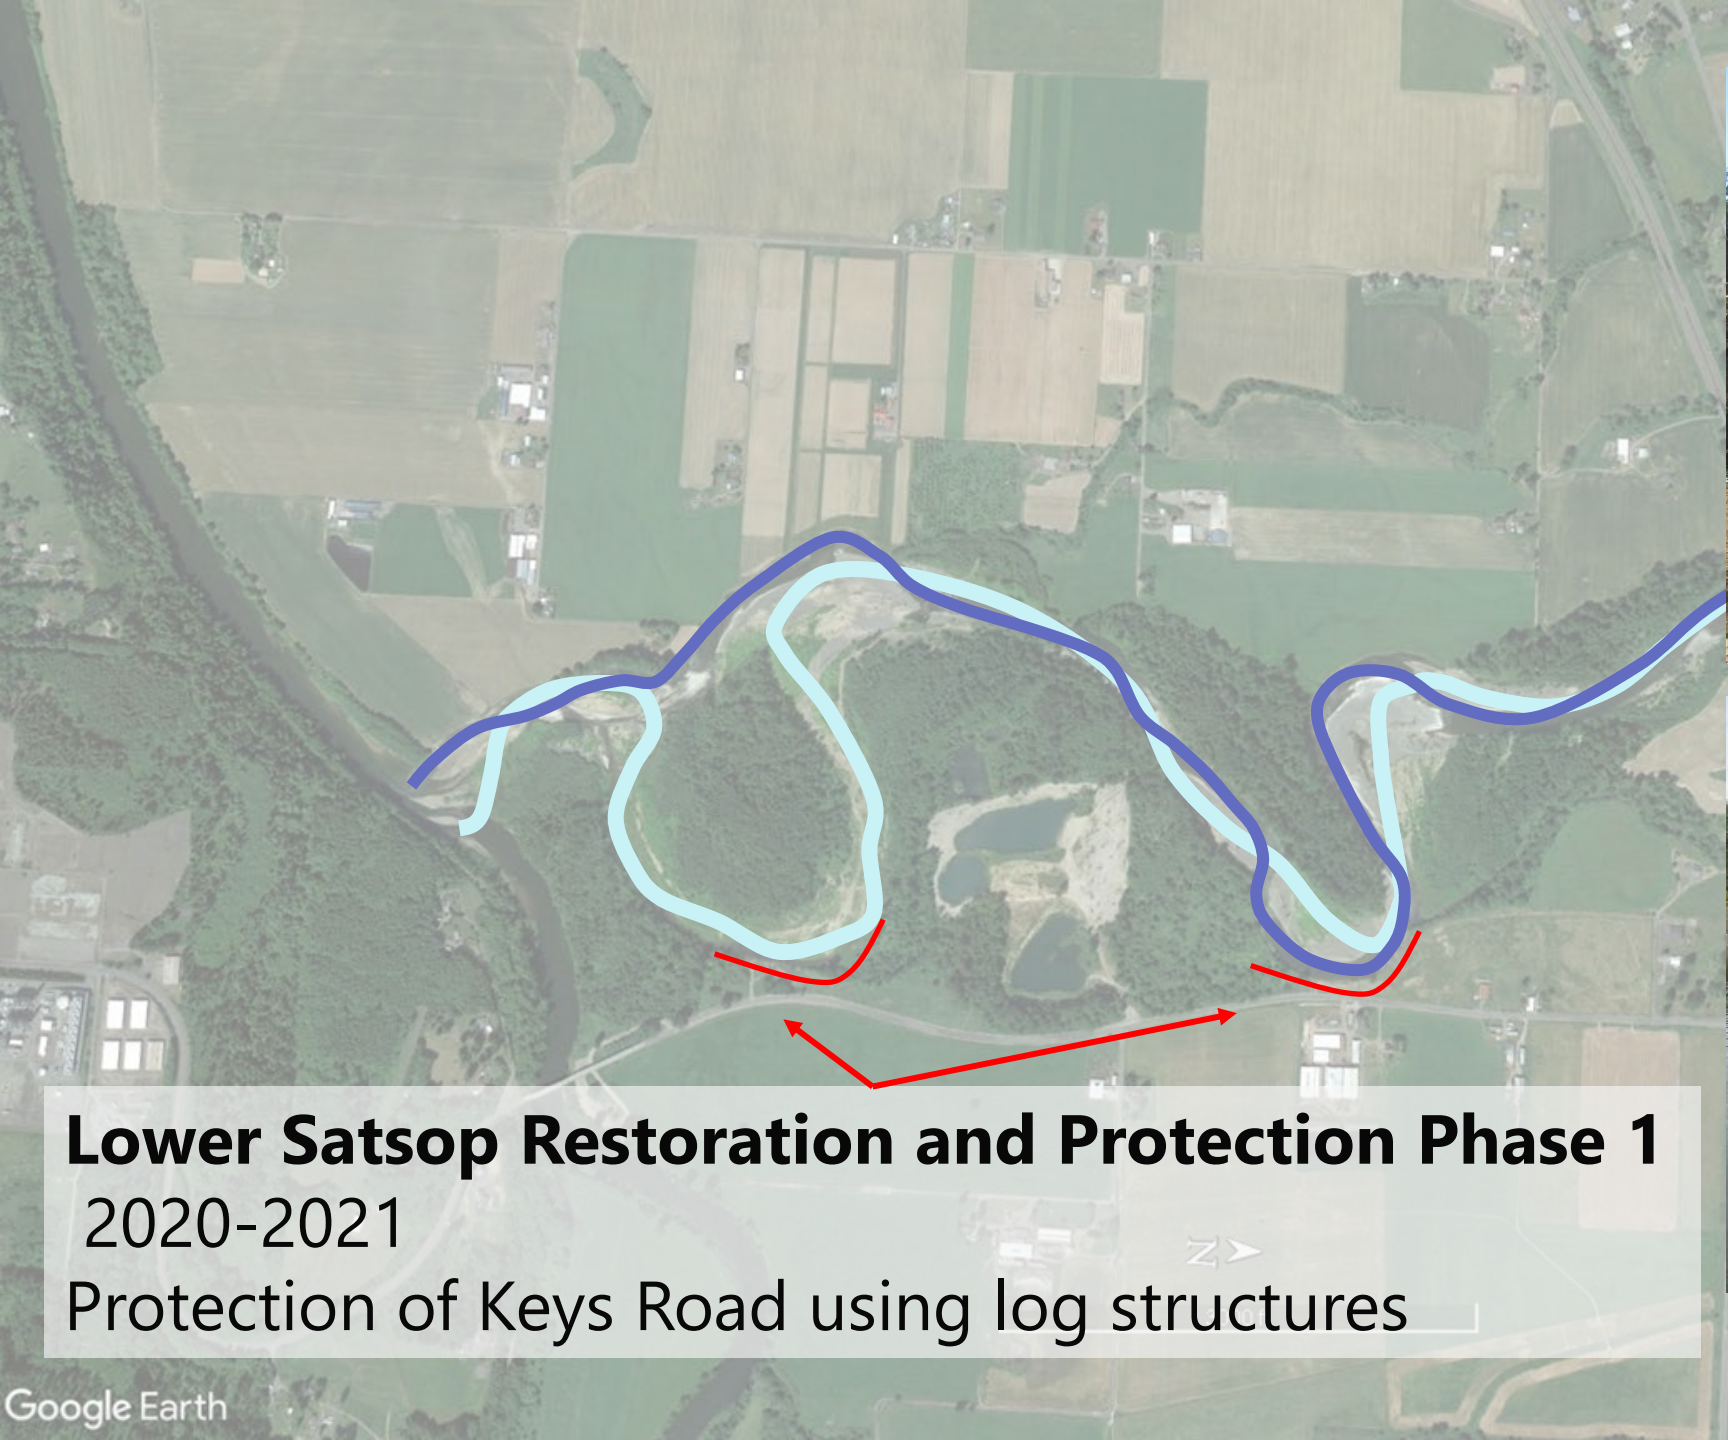 Lower Satsop Restoration and Protection Phase 1
2020-2021
Protection of Keys Road using log structures
N
Google Earth